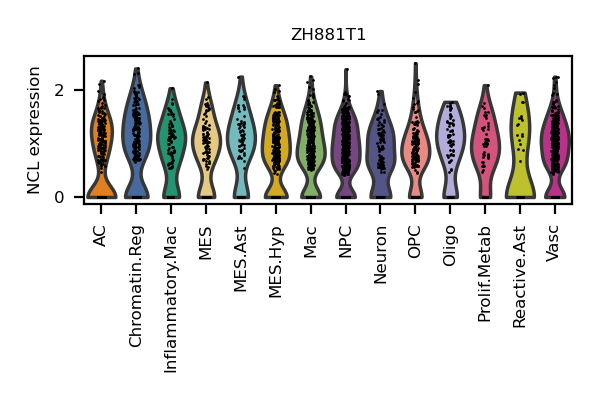 ZH881T1
NCL expression
2
0
AC
Chromatin.Reg
Inflammatory.Mac
MES
MES.Ast
MES.Hyp
Mac
NPC
Neuron
OPC
Oligo
Prolif.Metab
Reactive.Ast
Vasc